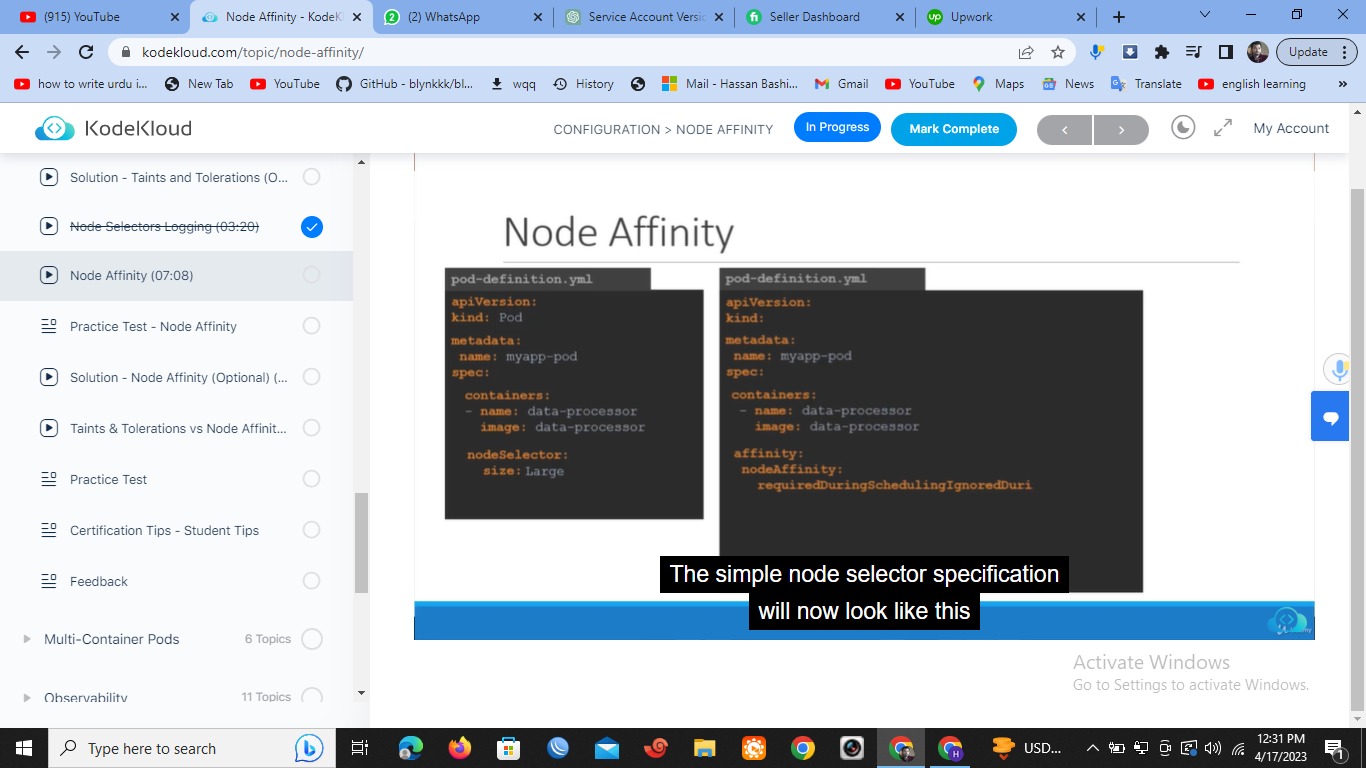 (915) YouTube
Node Affinity - KodeKl
(2) WhatsApp
Service Account Versi
Seller Dashboard
Upwork
kodekloud.com/topic/node-affinity/
Update
how to write urdu i...
New Tab
YouTube
GitHub - blynkkk/bl...
wqq
History
Mail - Hassan Bashi...
Gmail
YouTube
Maps
News
Translate
english learning
»
KodeKloud
CONFIGURATION > NODE AFFINITY
In Progress
Mark Complete
My Account
Solution - Taints and Tolerations (O...
Node Selectors Logging (03:20)
Node Affinity (07:08)
Practice Test - Node Affinity
Solution - Node Affinity (Optional) (...
Taints & Tolerations vs Node Affinit...
Practice Test
Certification Tips - Student Tips
Feedback
Multi-Container Pods
6 Topics
Observability
11 Topics
Node Affinity
pod-definition.yml
apiVersion:
kind: Pod
metadata:
name: myapp-pod
spec:
containers:
- name: data-processor
image: data-processor
nodeSelector:
size: Large
pod-definition.yml
apiVersion:
kind:
metadata:
name: myapp-pod
spec:
containers:
- name: data-processor
image: data-processor
affinity:
nodeAffinity:
requiredDuringSchedulingIgnoredDuri
The simple node selector specification
will now look like this
Activate Windows
Go to Settings to activate Windows.
Type here to search
USD...
12:31 PM
4/17/2023
1